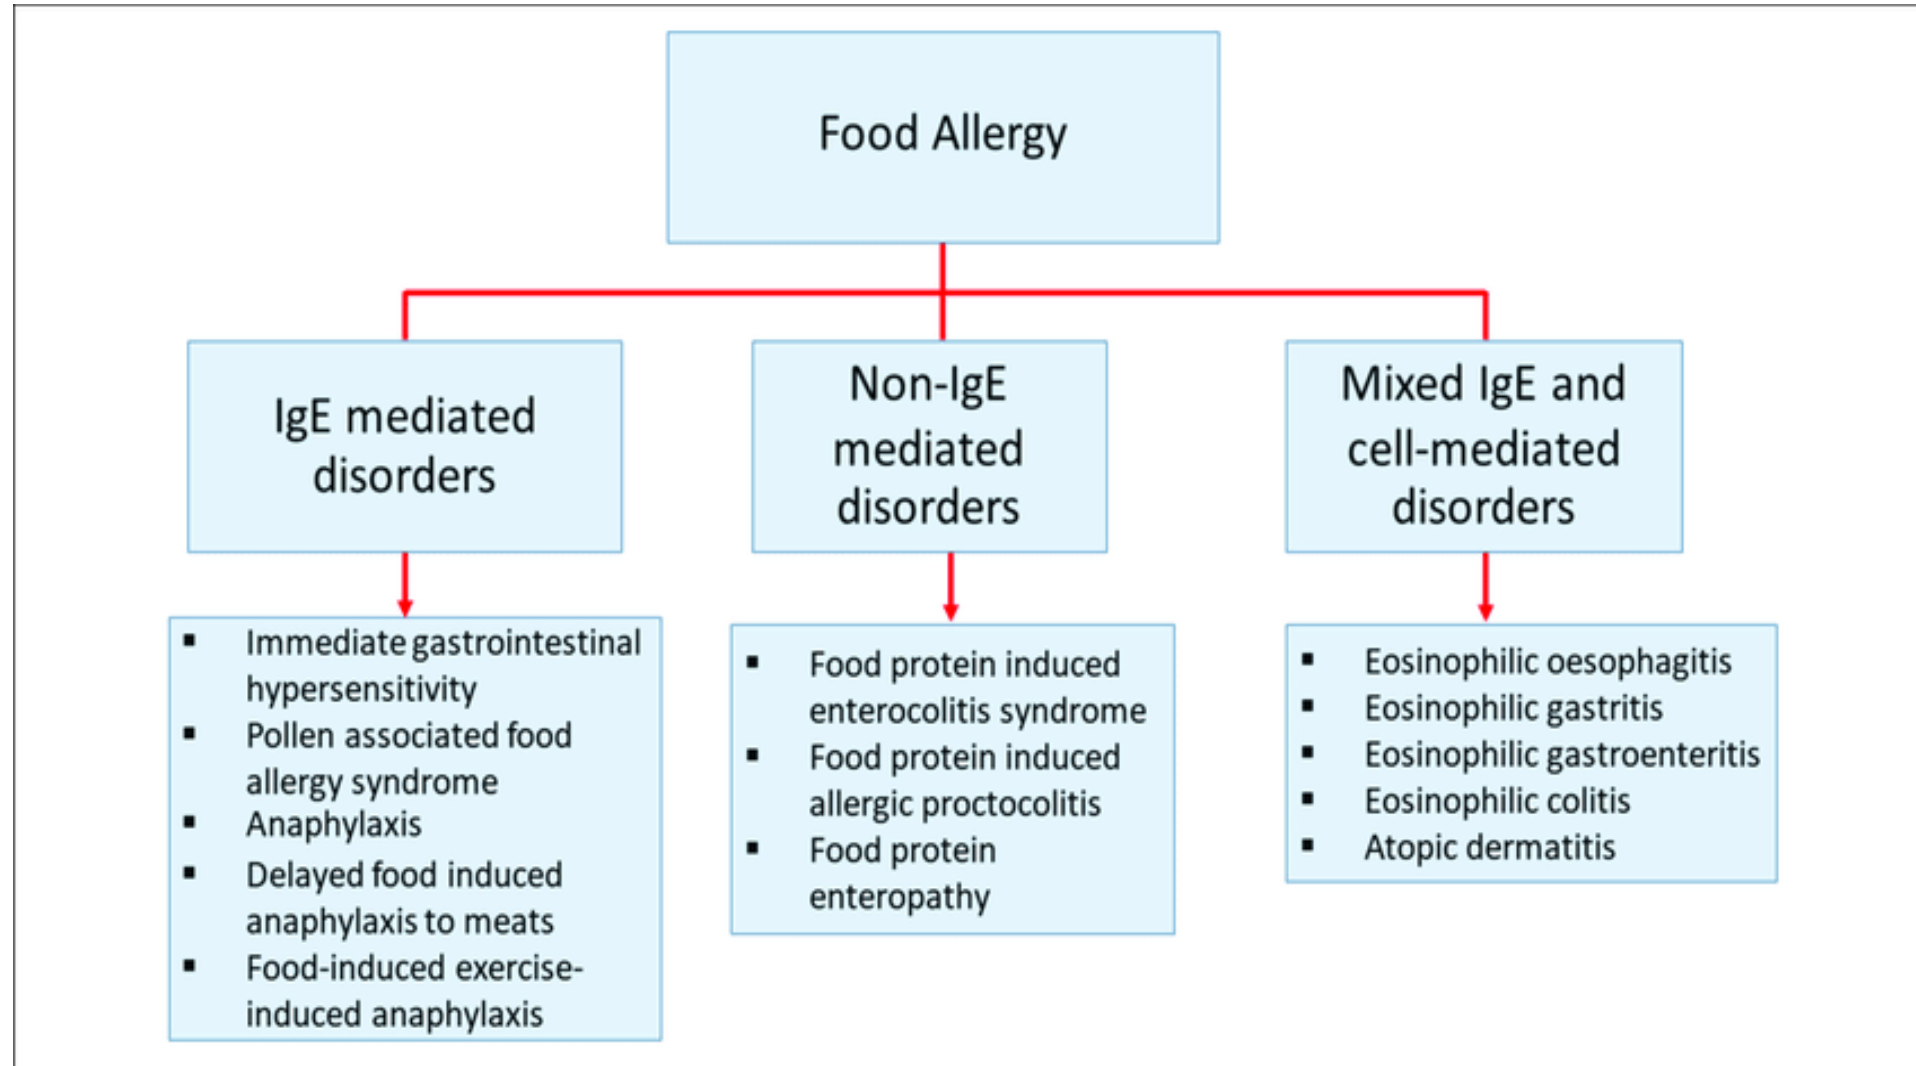 Food Allergy
IgE mediated
disorders
Non-IgE
mediated
disorders
Mixed IgE and
cell-mediated
disorders
▪ Immediate gastrointestinal
hypersensitivity
▪ Pollen associated food
allergy syndrome
▪ Anaphylaxis
▪ Delayed food induced
anaphylaxis to meats
▪ Food-induced exercise-
induced anaphylaxis
▪ Food protein induced
enterocolitis syndrome
▪ Food protein induced
allergic proctocolitis
▪ Food protein
enteropathy
▪ Eosinophilic oesophagitis
▪ Eosinophilic gastritis
▪ Eosinophilic gastroenteritis
▪ Eosinophilic colitis
▪ Atopic dermatitis